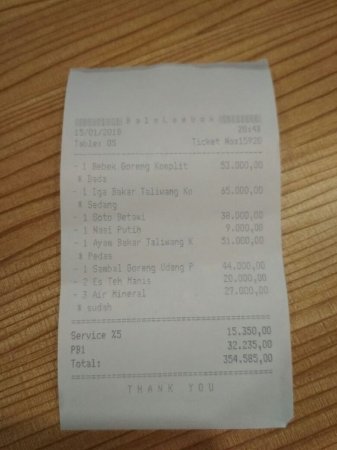 BaleLombok
15/01/2018 20:48
Table: 05 Ticket No:15920
- 1 Bebek Goreng Komplit 53.000,00
* Dada
- 1 Iga Bakar Taliwang Ko 65.000,00
* Sedang
- 1 Soto Betawi 38.000,00
- 1 Nasi Putih 9.000,00
- 1 Ayam Bakar Taliwang K 51.000,00
* Pedas
- 1 Sambal Goreng Udang P 44.000,00
- 2 Es Teh Manis 20.000,00
- 3 Air Mineral 27.000,00
* sudah
Service %5 15.350,00
PB1 32.235,00
Total: 354.585,00
THANK YOU